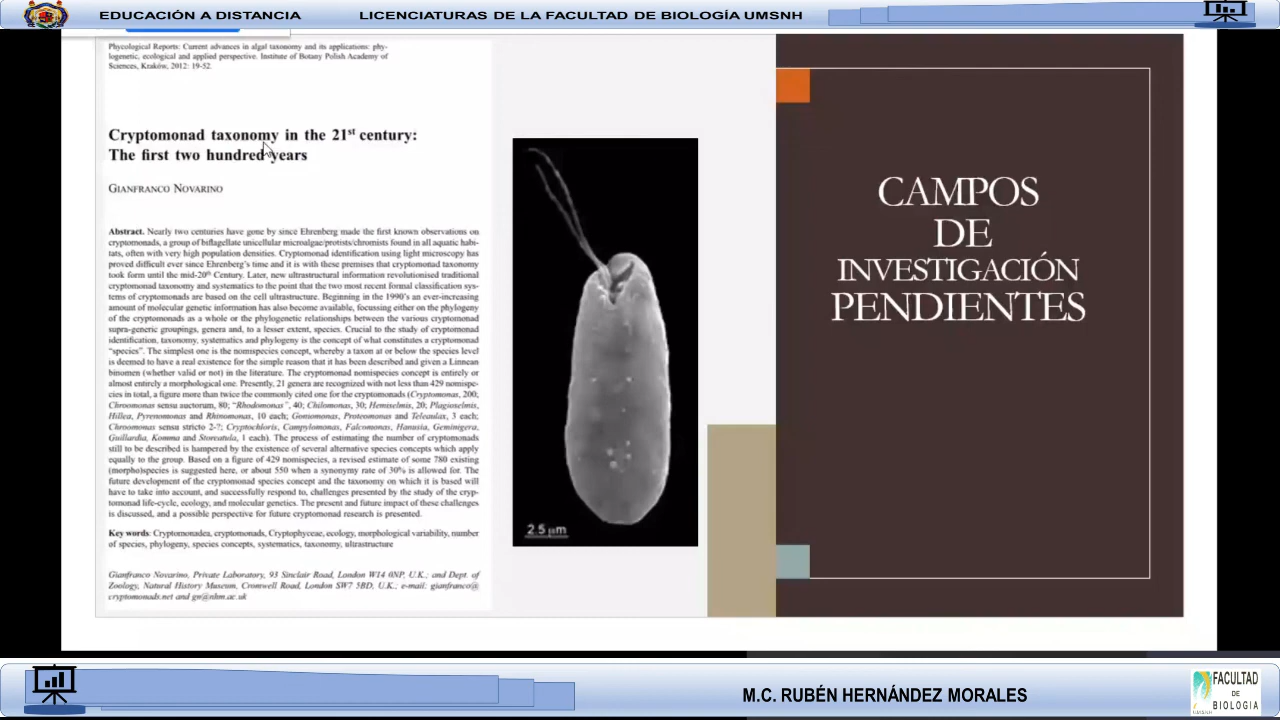 EDUCACIÓN A DISTANCIA
LICENCIATURAS DE LA FACULTAD DE BIOLOGÍA UMSNH
Phycological Reports: Current advances in algal taxonomy and its applications: phy-
logenetic, ecological and applied perspective. Institute of Botany Polish Academy of
Sciences, Kraków, 2012: 19-52.
Cryptomonad taxonomy in the 21st century:
The first two hundred years
GIANFRANCO NOVARINO
Abstract. Nearly two centuries have gone by since Ehrenberg made the first known observations on
cryptomonads, a group of biflagellate unicellular microalgae/protists/chromists found in all aquatic habi-
tats, often with very high population densities. Cryptomonad identification using light microscopy has
proved difficult ever since Ehrenberg's time and it is with these premises that cryptomonad taxonomy
took form until the mid-20th Century. Later, new ultrastructural information revolutionised traditional
cryptomonad taxonomy and systematics to the point that the two most recent formal classification sys-
tems of cryptomonads are based on the cell ultrastructure. Beginning in the 1990's an ever-increasing
amount of molecular genetic information has also become available, focussing either on the phylogeny
of the cryptomonads as a whole or the phylogenetic relationships between the various cryptomonad
supra-generic groupings, genera and, to a lesser extent, species. Crucial to the study of cryptomonad
identification, taxonomy, systematics and phylogeny is the concept of what constitutes a cryptomonad
"species". The simplest one is the nomspecies concept, whereby a taxon at or below the species level
is deemed to have a real existence for the simple reason that it has been described and given a Linnean
binomen (whether valid or not) in the literature. The cryptomonad nomispecies concept is entirely or
almost entirely a morphological one. Presently, 21 genera are recognized with not less than 429 nomispe-
cies in total, a figure more than twice the commonly cited one for the cryptomonads (Cryptomonas, 200;
Chroomonas sensu auctorum, 80; "Rhodomonas", 40; Chilomonas, 30; Hemiselmis, 20; Plagioselmis,
Hillea, Pyrenomonas and Rhinomonas, 10 each; Goniomonas, Proteomonas and Teleaulax, 3 each;
Chroomonas sensu stricto 2-?; Cryptochloris, Campylomonas, Falcomonas, Hanusia, Geminigera,
Guillardia, Komma and Storeatula, 1 each). The process of estimating the number of cryptomonads
still to be described is hampered by the existence of several alternative species concepts which apply
equally to the group. Based on a figure of 429 nomispecies, a revised estimate of some 780 existing
(morpho)species is suggested here, or about 550 when a synonymy rate of 30% is allowed for. The
future development of the cryptomonad species concept and the taxonomy on which it is based will
have to take into account, and successfully respond to, challenges presented by the study of the cryp-
tomonad life-cycle, ecology, and molecular genetics. The present and future impact of these challenges
is discussed, and a possible perspective for future cryptomonad research is presented.
Key words: Cryptomonadea, cryptomonads, Cryptophyceae, ecology, morphological variability, number
of species, phylogeny, species concepts, systematics, taxonomy, ultrastructure
Gianfranco Novarino, Private Laboratory, 93 Sinclair Road, London W14 0NP, U.K.; and Dept. of
Zoology, Natural History Museum, Cromwell Road, London SW7 5BD, U.K.; e-mail: gianfranco@
cryptomonads.net and gn@nhm.ac.uk
2.5 µm
CAMPOS
DE
INVESTIGACIÓN
PENDIENTES
M.C. RUBÉN HERNÁNDEZ MORALES
FACULTAD
DE
BIOLOGIA